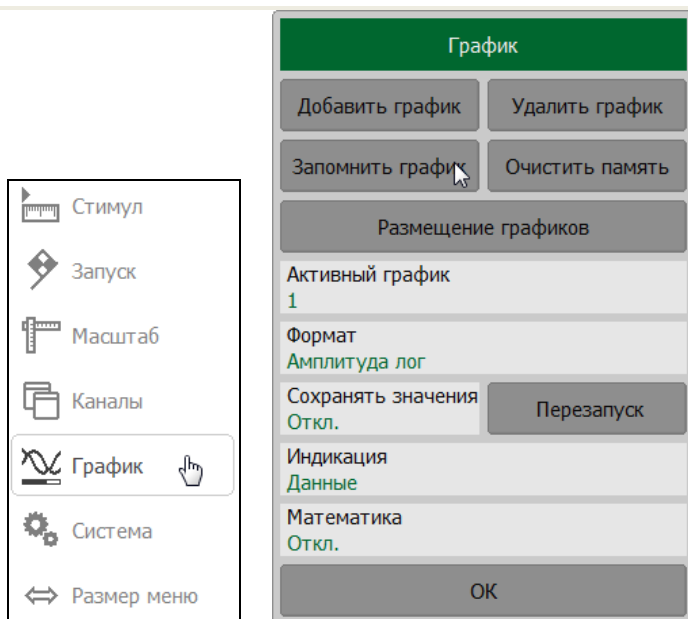 Стимул
Запуск
Масштаб
Каналы
График
Система
Размер меню
График
Добавить график Удалить график
Запомнить график Очистить память
Размещение графиков
Активный график
1
Формат
Амплитуда лог
Сохранять значения
Откл.
Перезапуск
Индикация
Данные
Математика
Откл.
ОК